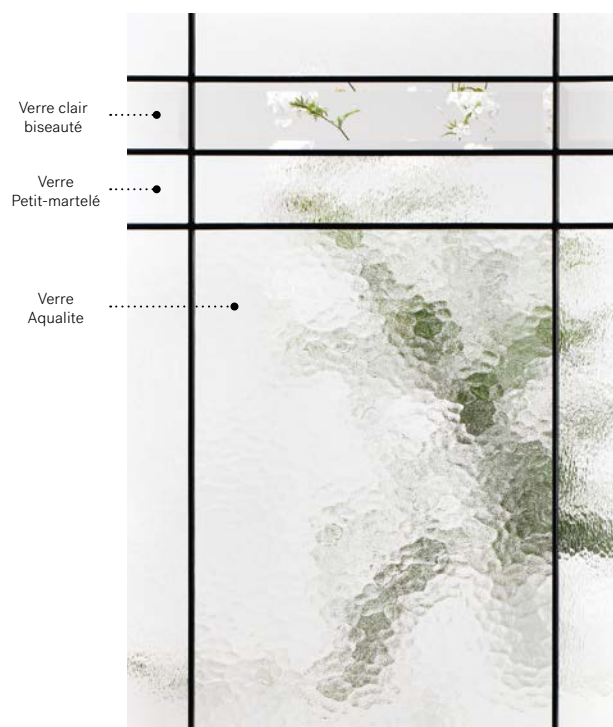 Verre clair
biseauté
Verre
Petit-martelé
Verre
Aqualite